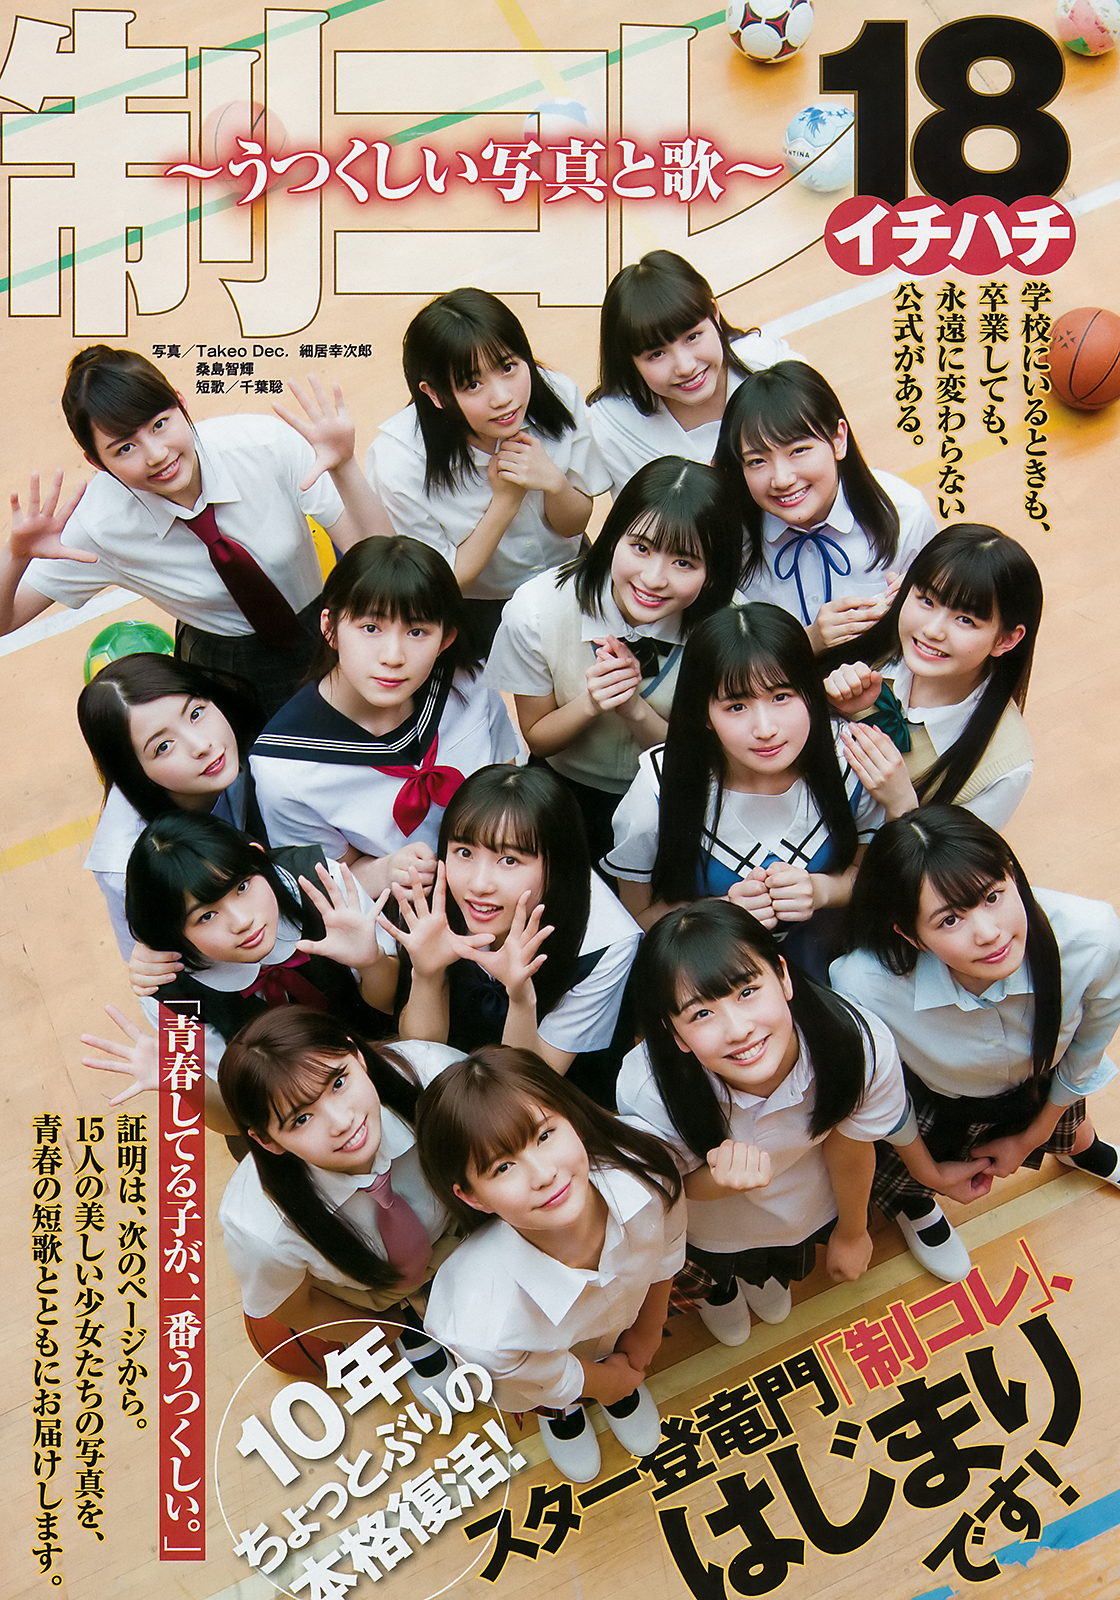 制コレ18
イチハチ
～うつくしい写真と歌～
写真／Takeo Dec. 細居幸次郎
桑島智輝
短歌／千葉聡
学校にいるときも、
卒業しても、
永遠に変わらない
公式がある。
「青春してる子が、一番うつくしい。」
証明は、次のページから。
15人の美しい少女たちの写真を、
青春の短歌とともにお届けします。
10年
ちょっとぶりの
本格復活！
スター登竜門「制コレ」、
はじまり
です！